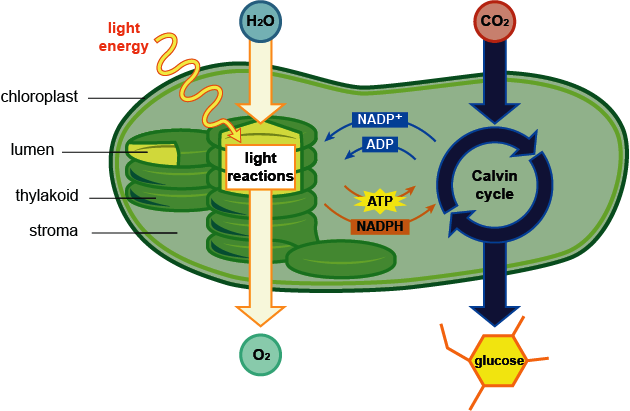 H₂O
CO₂
light
energy
chloroplast
NADP⁺
lumen
ADP
light
reactions
Calvin
cycle
thylakoid
ATP
stroma
NADPH
O₂
glucose